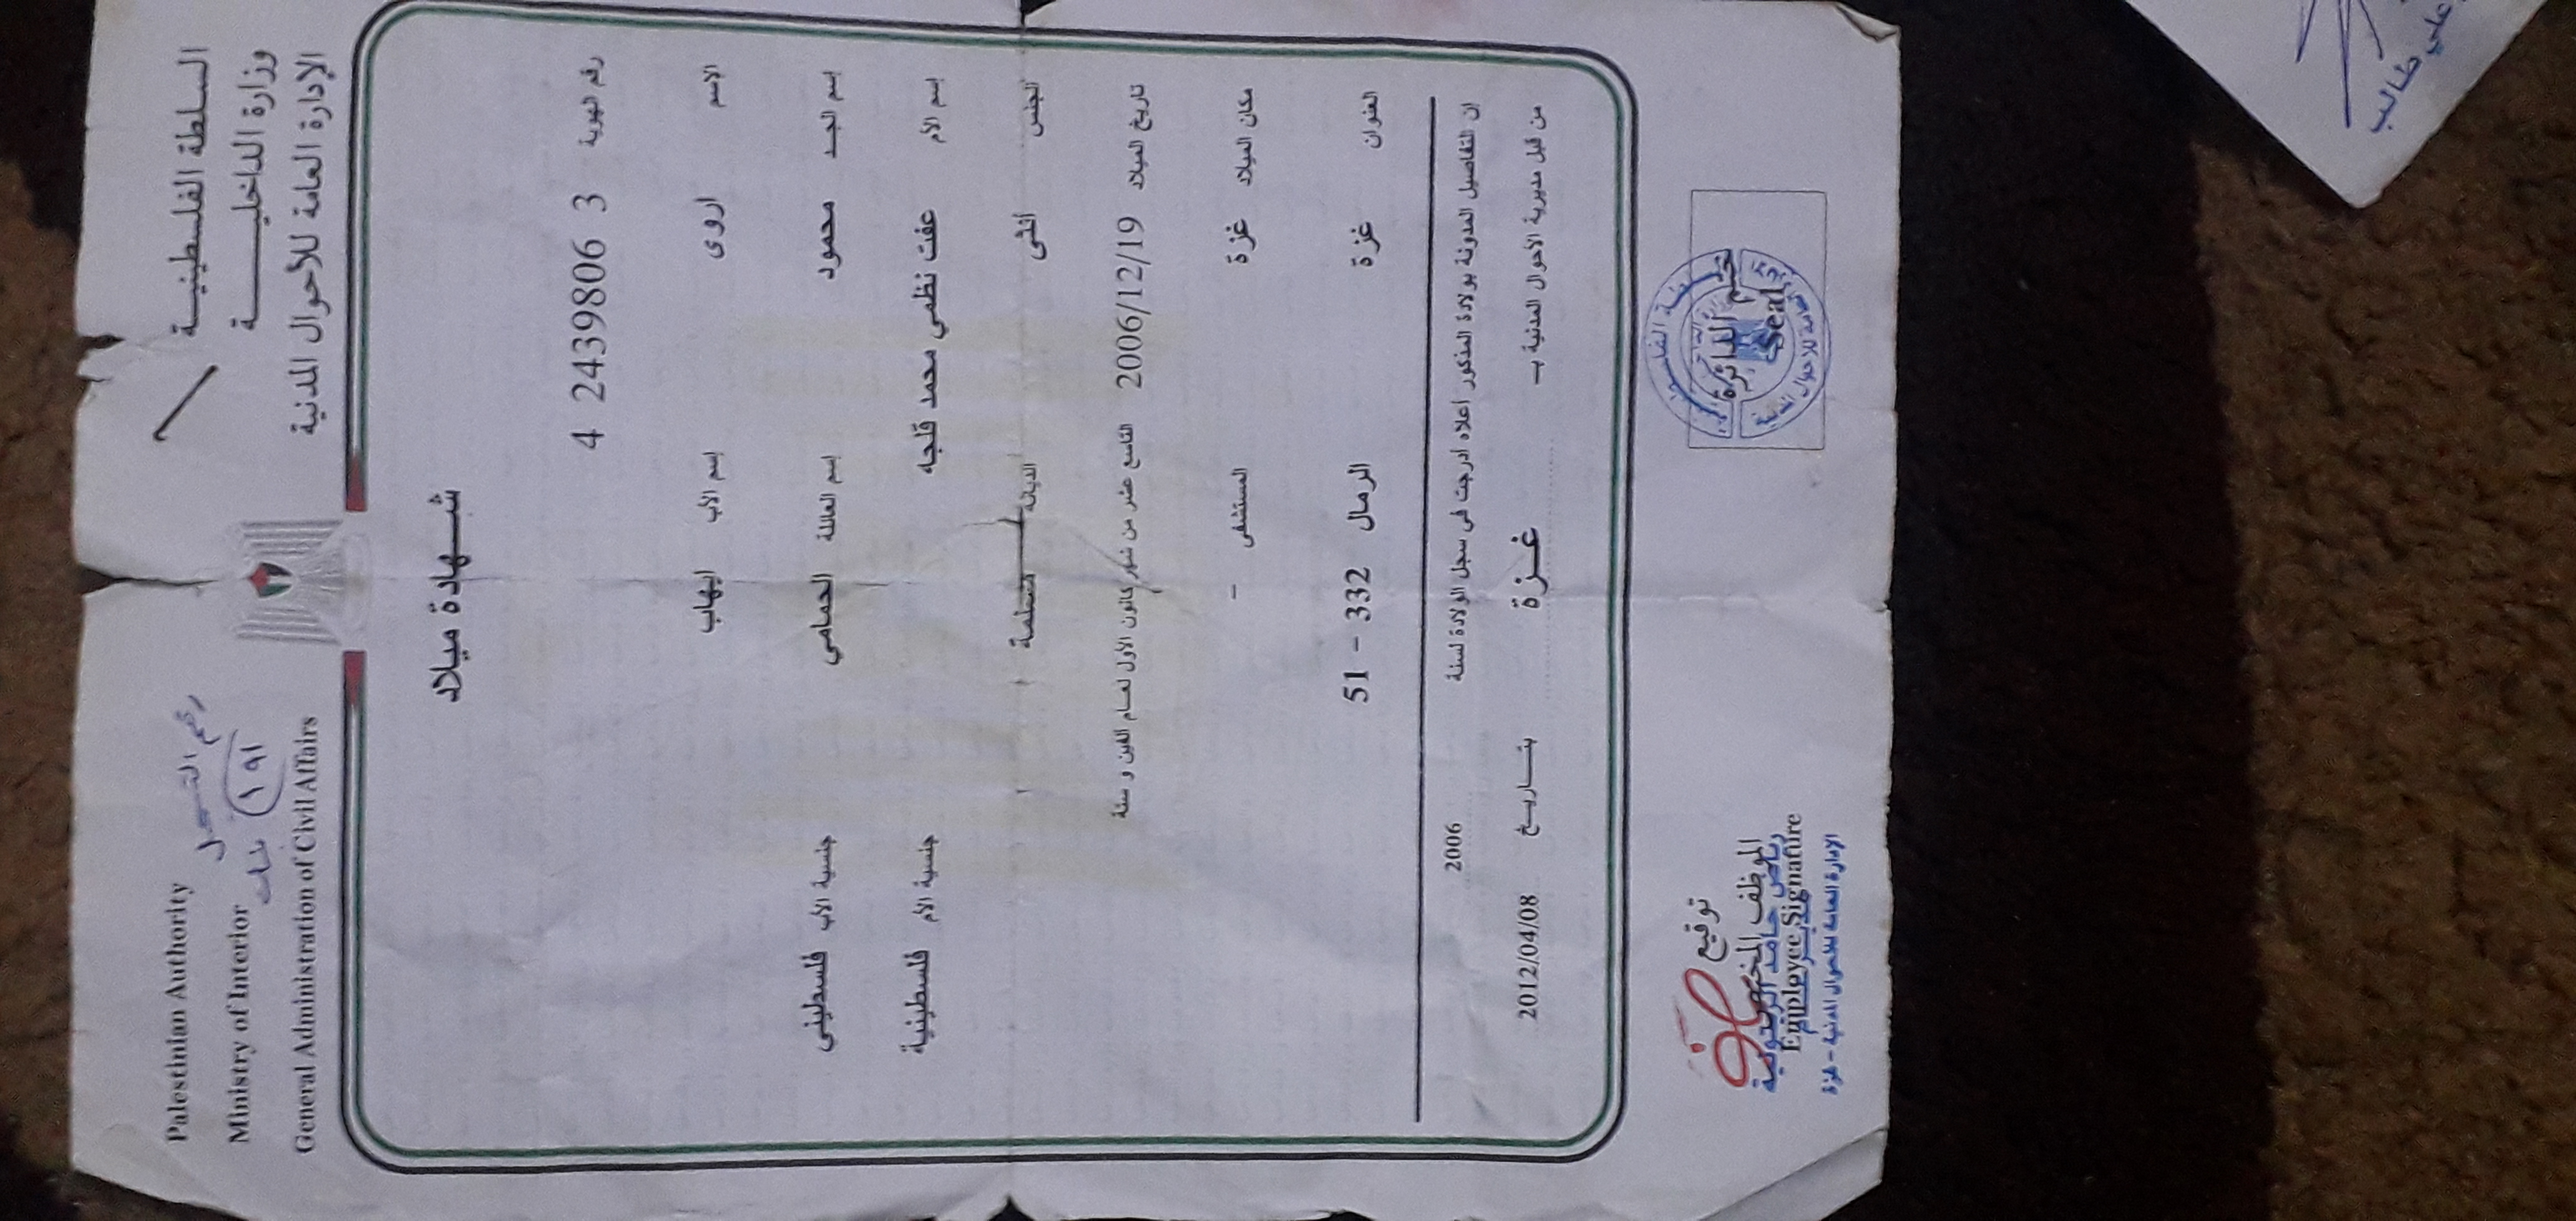 Palestinian Authority
Ministry of Interior
General Administration of Civil Affairs
رقم التسجيل
١٩١
السلطة الفلسطينية
وزارة الداخلية
الإدارة العامة للأحوال المدنية
شهادة ميلاد
رقم الهوية 4 2439806 3
الإسم اروى إسم الأب ايهاب
إسم الجد محمود إسم العائلة الحمامي جنسية الأب فلسطيني
إسم الأم عفت نظمي محمد قلجه جنسية الأم فلسطينية
الجنس أنثى الديانة مسلمة
تاريخ الميلاد 2006/12/19 التاسع عشر من شهر كانون الأول لعام ألفين و ستة
مكان الميلاد غزة المستشفى –
العنوان غزة الرمال 332 – 51
إن التفاصيل المدونة بولادة المذكور أعلاه أدرجت في سجل الولادة لسنة 2006
من قبل مديرية الأحوال المدنية بـ غزة بتاريخ 2012/04/08
توقيع
الموظف المختص
رياض حامد الزيتونية
Employee Signature
مدير عام
الإدارة العامة للأحوال المدنية - غزة
ختم الدائرة
Seal
الإدارة العامة للأحوال المدنية
علي طالب